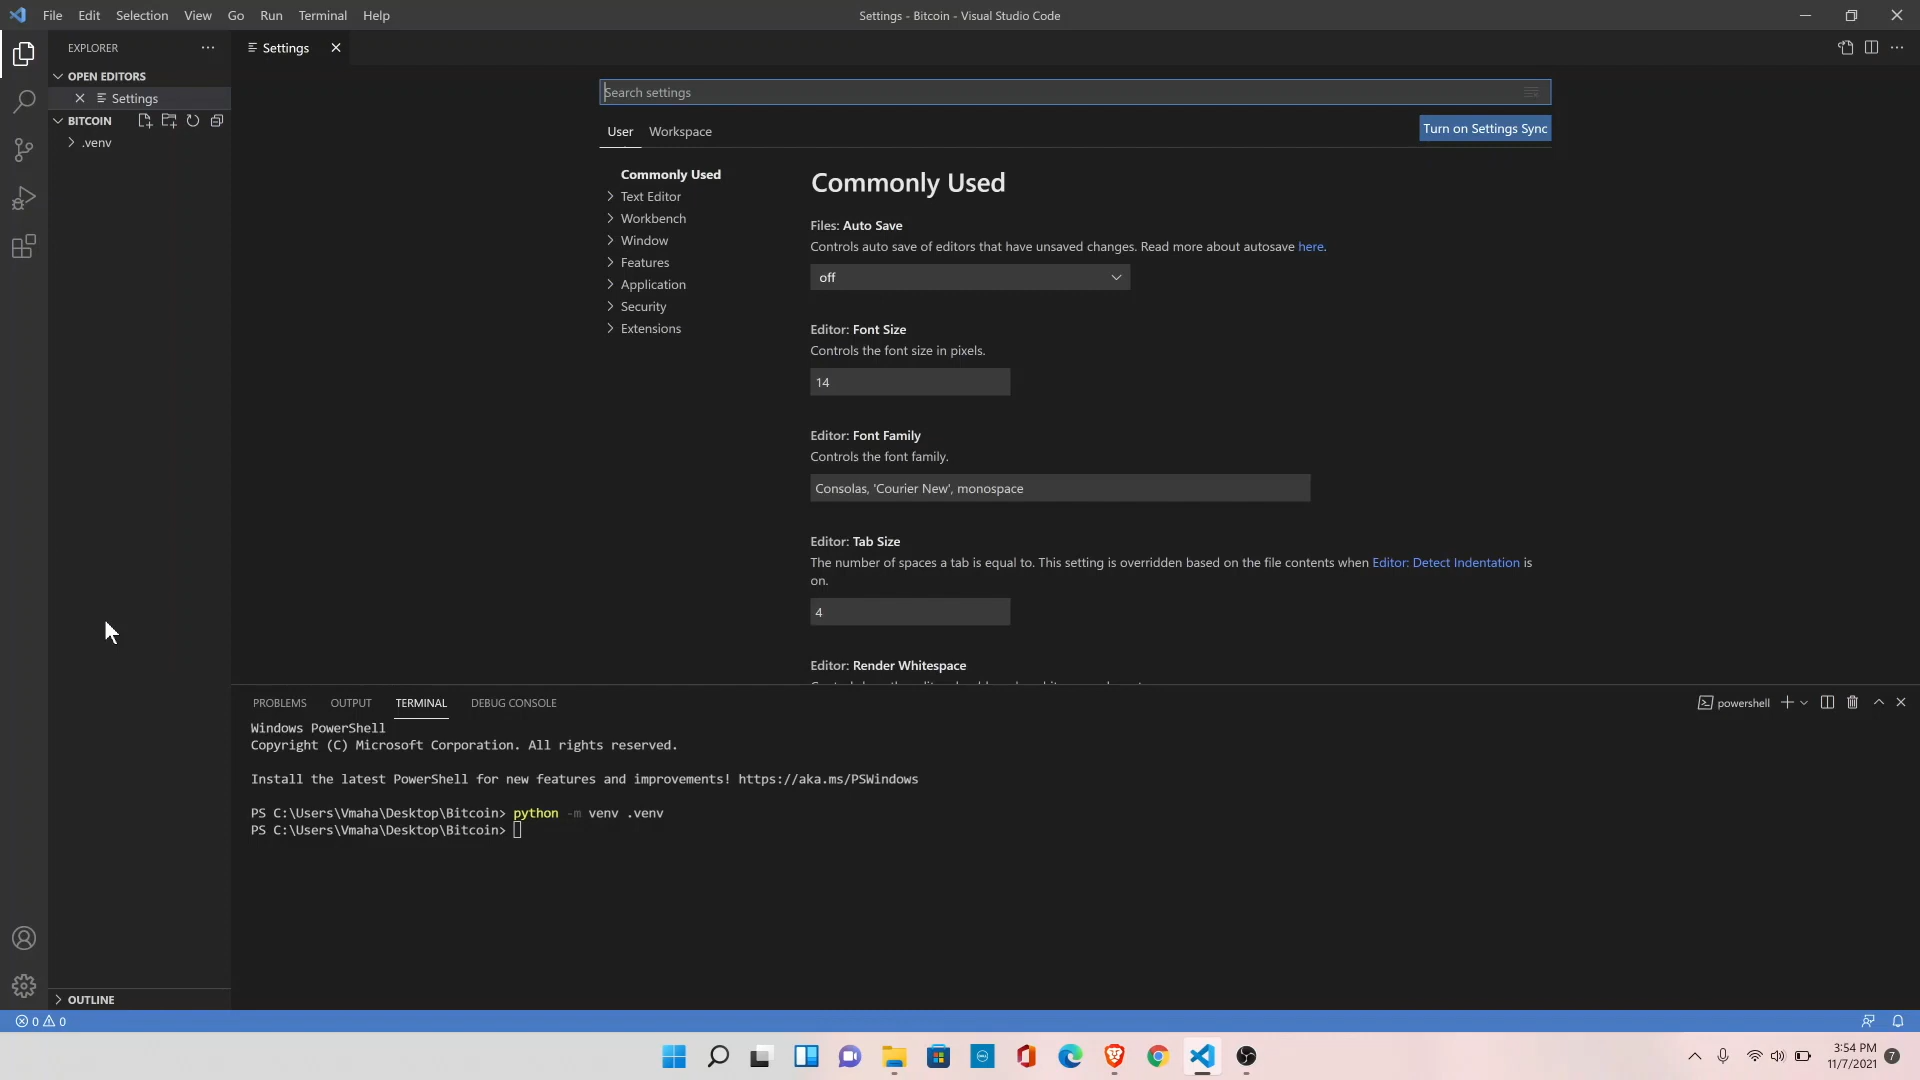 File Edit Selection View Go Run Terminal Help
Settings - Bitcoin - Visual Studio Code
EXPLORER
Settings
OPEN EDITORS
Settings
BITCOIN
.venv
Search settings
User Workspace
Turn on Settings Sync
Commonly Used
Text Editor
Workbench
Window
Features
Application
Security
Extensions
Commonly Used
Files: Auto Save
Controls auto save of editors that have unsaved changes. Read more about autosave here.
off
Editor: Font Size
Controls the font size in pixels.
14
Editor: Font Family
Controls the font family.
Consolas, 'Courier New', monospace
Editor: Tab Size
The number of spaces a tab is equal to. This setting is overridden based on the file contents when Editor: Detect Indentation is
on.
4
Editor: Render Whitespace
PROBLEMS OUTPUT TERMINAL DEBUG CONSOLE
powershell
Windows PowerShell
Copyright (C) Microsoft Corporation. All rights reserved.
Install the latest PowerShell for new features and improvements! https://aka.ms/PSWindows
PS C:\Users\Vmaha\Desktop\Bitcoin> python -m venv .venv
PS C:\Users\Vmaha\Desktop\Bitcoin>
OUTLINE
0 0
3:54 PM
11/7/2021
7